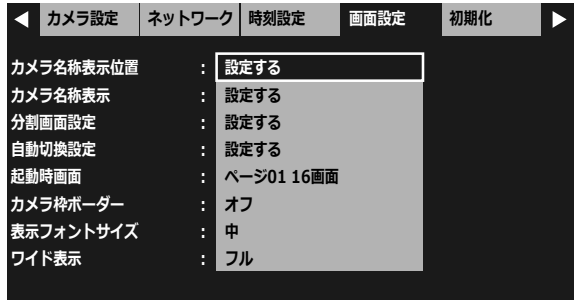 ◀ カメラ設定 ネットワーク 時刻設定 画面設定 初期化 ▶
カメラ名称表示位置 : 設定する
カメラ名称表示 : 設定する
分割画面設定 : 設定する
自動切換設定 : 設定する
起動時画面 : ページ01 16画面
カメラ枠ボーダー : オフ
表示フォントサイズ : 中
ワイド表示 : フル